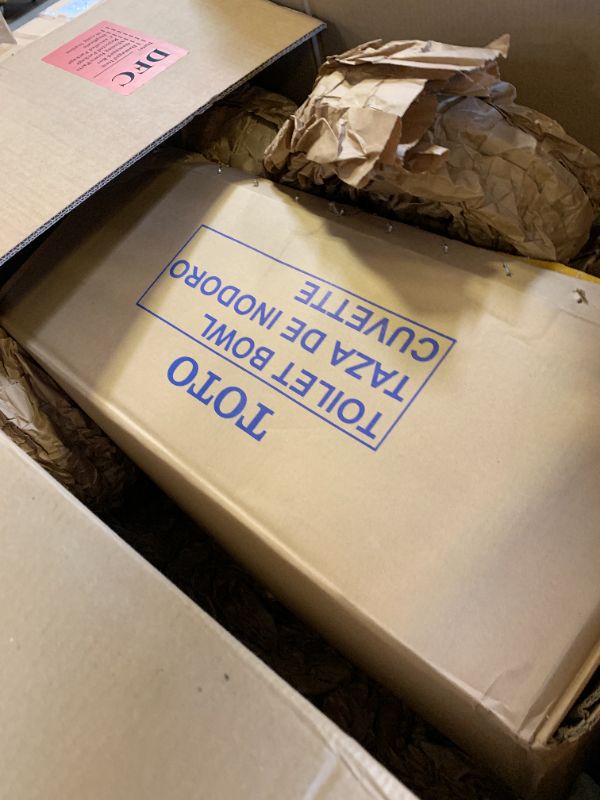 TOTO
TOILET BOWL
TAZA DE INODORO
CUVETTE
DFC